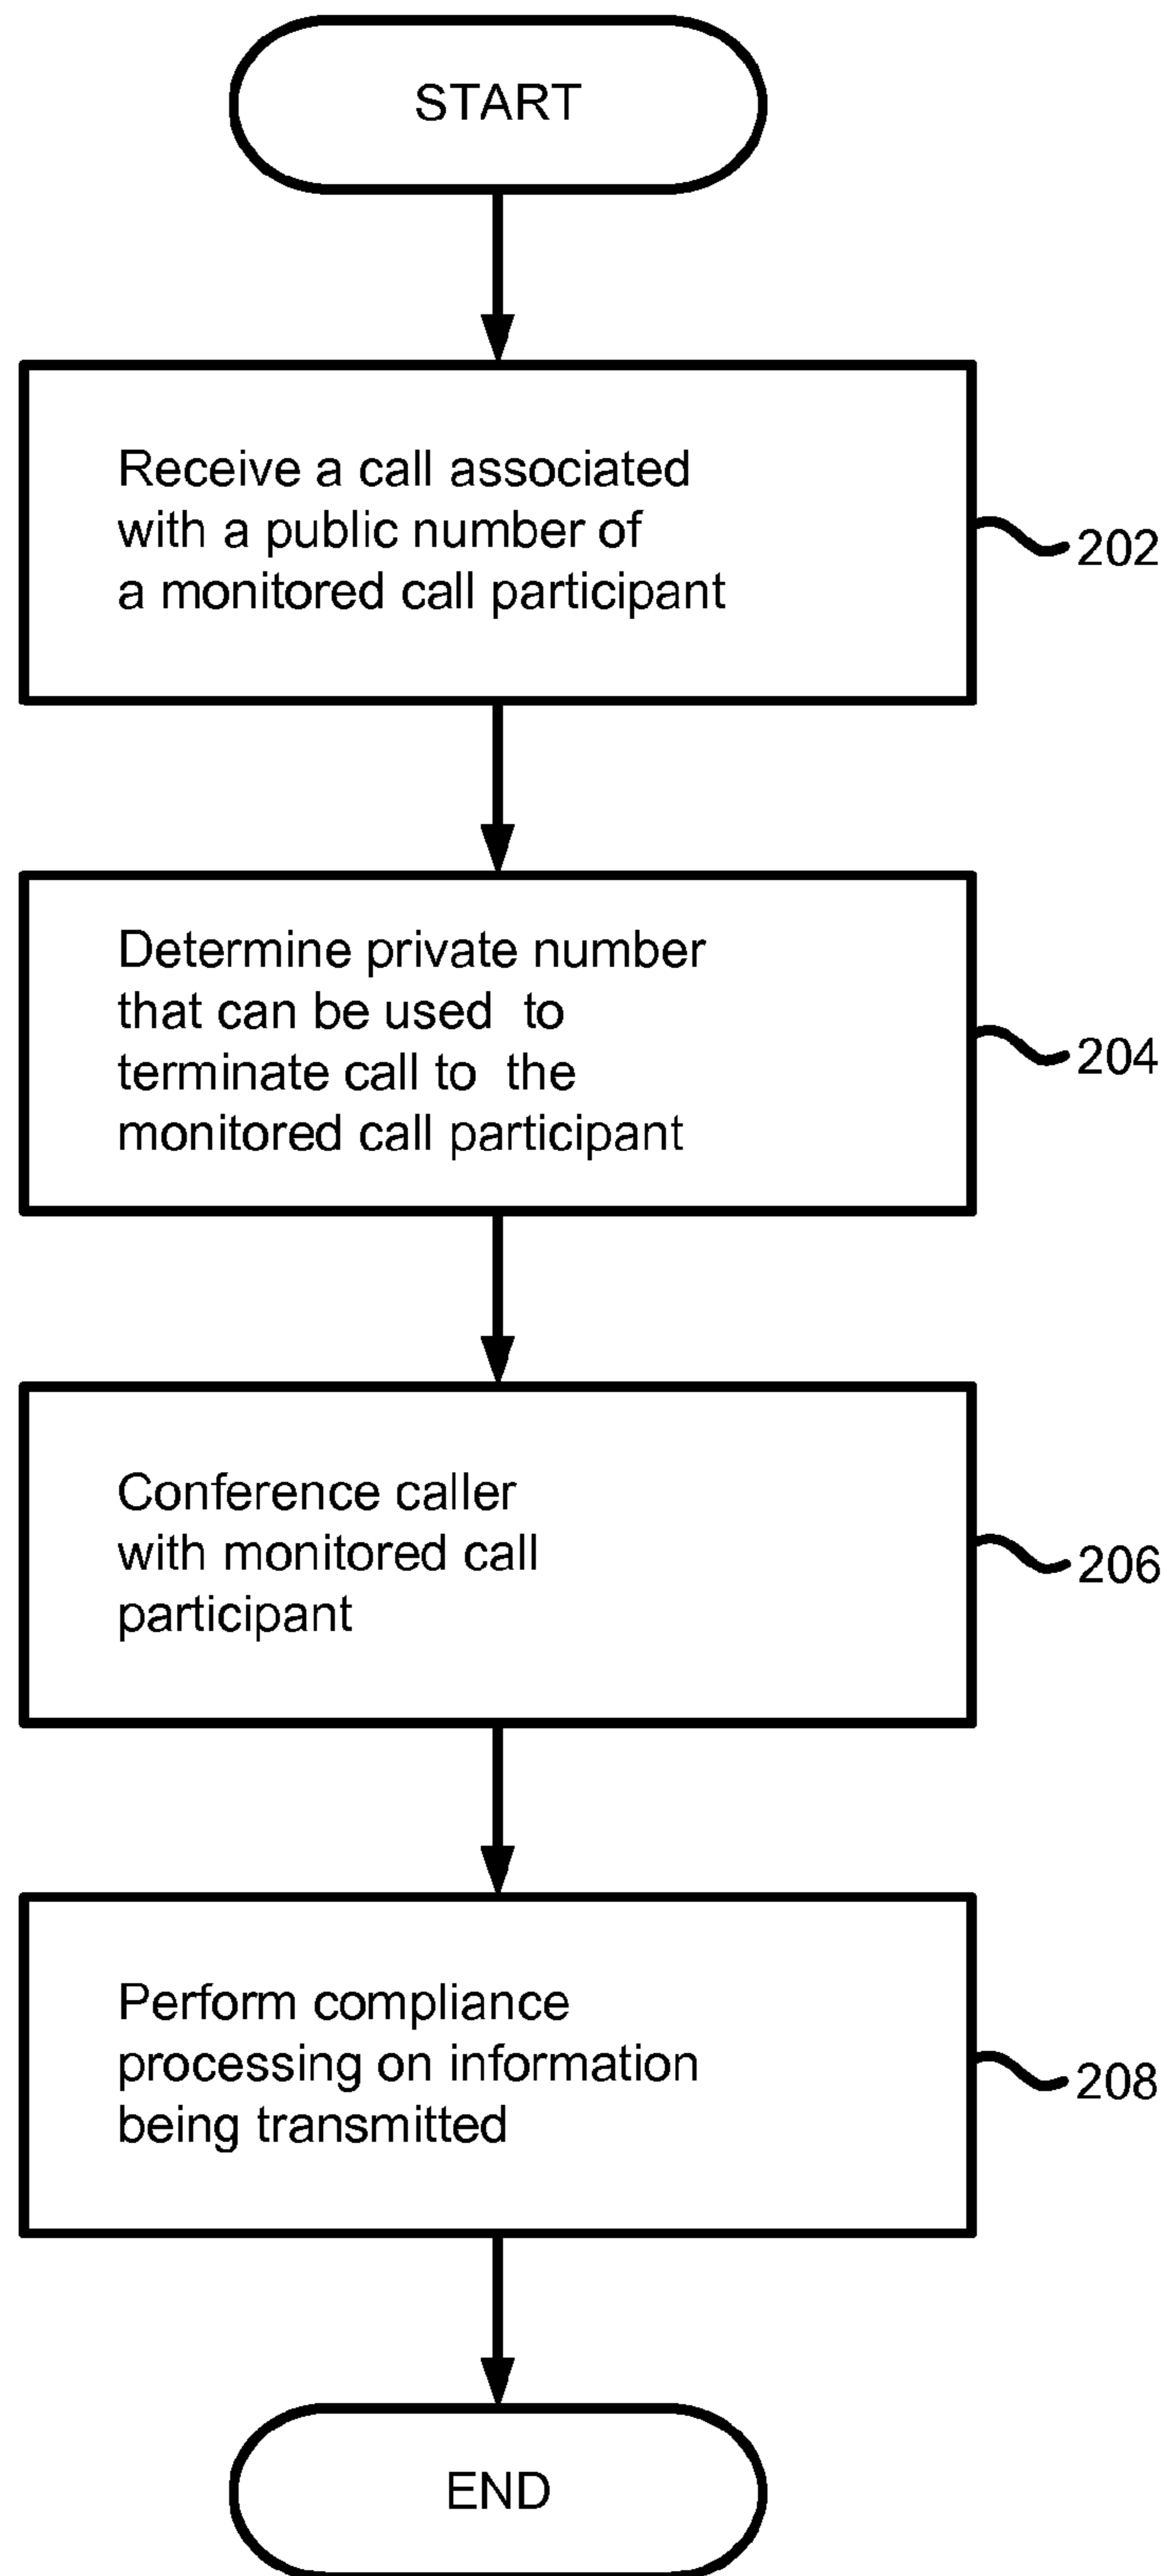 START
Receive a call associated
with a public number of
a monitored call participant
202
Determine private number
that can be used to
terminate call to the
monitored call participant
204
Conference caller
with monitored call
participant
206
Perform compliance
processing on information
being transmitted
208
END